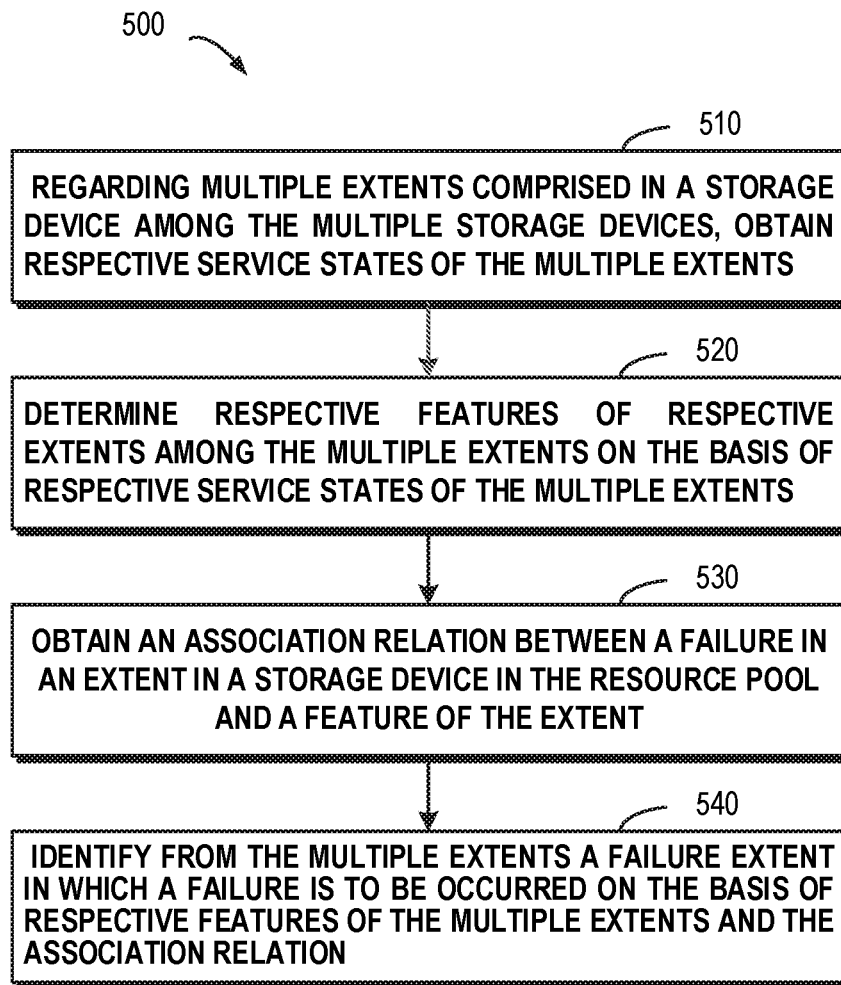 500
510
REGARDING MULTIPLE EXTENTS COMPRISED IN A STORAGE
DEVICE AMONG THE MULTIPLE STORAGE DEVICES, OBTAIN
RESPECTIVE SERVICE STATES OF THE MULTIPLE EXTENTS
520
DETERMINE RESPECTIVE FEATURES OF RESPECTIVE
EXTENTS AMONG THE MULTIPLE EXTENTS ON THE BASIS OF
RESPECTIVE SERVICE STATES OF THE MULTIPLE EXTENTS
530
OBTAIN AN ASSOCIATION RELATION BETWEEN A FAILURE IN
AN EXTENT IN A STORAGE DEVICE IN THE RESOURCE POOL
AND A FEATURE OF THE EXTENT
540
IDENTIFY FROM THE MULTIPLE EXTENTS A FAILURE EXTENT
IN WHICH A FAILURE IS TO BE OCCURRED ON THE BASIS OF
RESPECTIVE FEATURES OF THE MULTIPLE EXTENTS AND THE
ASSOCIATION RELATION